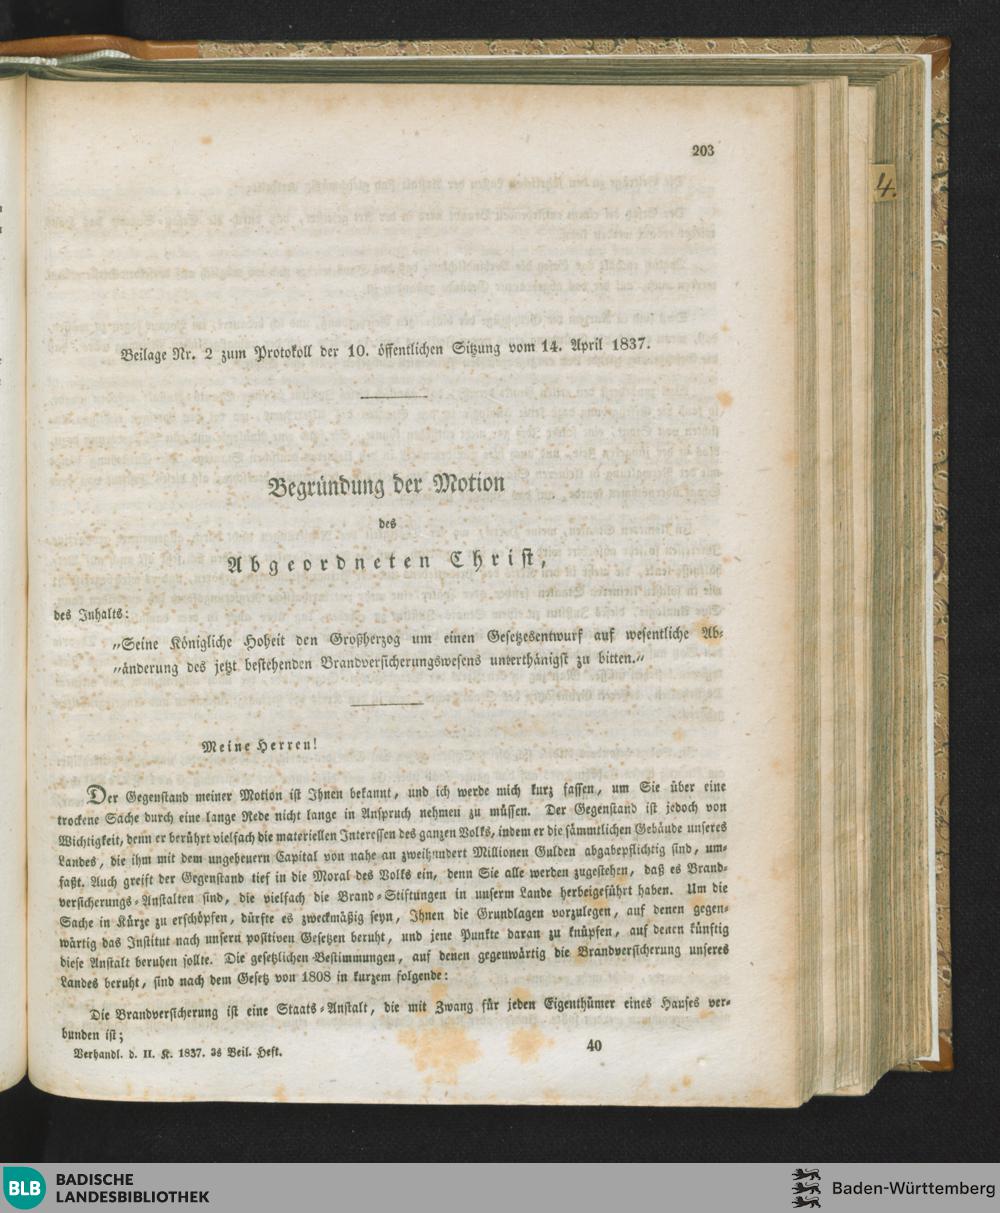 203
4.
Beilage Nr. 2 zum Protokoll der 10. öffentlichen Sitzung vom 14. April 1837.
Begründung der Motion
des
Abgeordneten Christ,
des Inhalts:
„Seine Königliche Hoheit den Großherzog um einen Gesetzesentwurf auf wesentliche Ab-
„änderung des jetzt bestehenden Brandversicherungswesens unterthänigst zu bitten.“
Meine Herren!
Der Gegenstand meiner Motion ist Ihnen bekannt, und ich werde mich kurz fassen, um Sie über eine
trockene Sache durch eine lange Rede nicht lange in Anspruch nehmen zu müssen. Der Gegenstand ist jedoch von
Wichtigkeit, denn er berührt vielfach die materiellen Interessen des ganzen Volks, indem er die sämmtlichen Gebäude unseres
Landes, die ihm mit dem ungeheuern Capital von nahe an zweihundert Millionen Gulden abgabepflichtig sind, um-
faßt. Auch greift der Gegenstand tief in die Moral des Volks ein, denn Sie alle werden zugestehen, daß es Brand-
versicherungs-Anstalten sind, die vielfach die Brand-Stiftungen in unserm Lande herbeigeführt haben. Um die
Sache in Kürze zu erschöpfen, dürfte es zweckmäßig seyn, Ihnen die Grundlagen vorzulegen, auf denen gegen-
wärtig das Institut nach unsern positiven Gesetzen beruht, und jene Punkte daran zu knüpfen, auf denen künftig
diese Anstalt beruhen sollte. Die gesetzlichen Bestimmungen, auf denen gegenwärtig die Brandversicherung unseres
Landes beruht, sind nach dem Gesetz von 1808 in kurzem folgende:
Die Brandversicherung ist eine Staats-Anstalt, die mit Zwang für jeden Eigenthümer eines Hauses ver-
bunden ist;
Verhandl. d. II. K. 1837. 3s Beil. Heft.
40
BLB
BADISCHE
LANDESBIBLIOTHEK
Baden-Württemberg